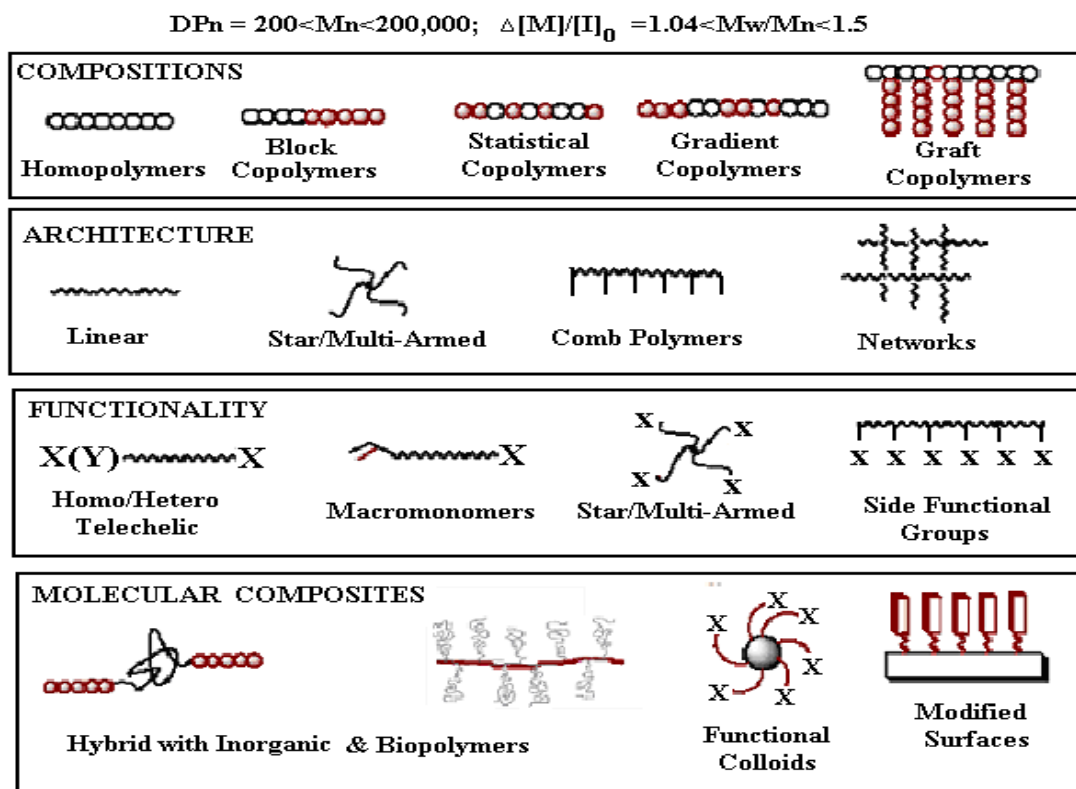 DPn = 200<Mn<200,000; △[M]/[I]₀ =1.04<Mw/Mn<1.5
COMPOSITIONS
Homopolymers
Block
Copolymers
Statistical
Copolymers
Gradient
Copolymers
Graft
Copolymers
ARCHITECTURE
Linear
Star/Multi-Armed
Comb Polymers
Networks
FUNCTIONALITY
X(Y) X
Homo/Hetero
Telechelic
X
Macromonomers
X X
X X
Star/Multi-Armed
X X X X X X
Side Functional
Groups
MOLECULAR COMPOSITES
Hybrid with Inorganic & Biopolymers
X
X X
X
X X
Functional
Colloids
Modified
Surfaces